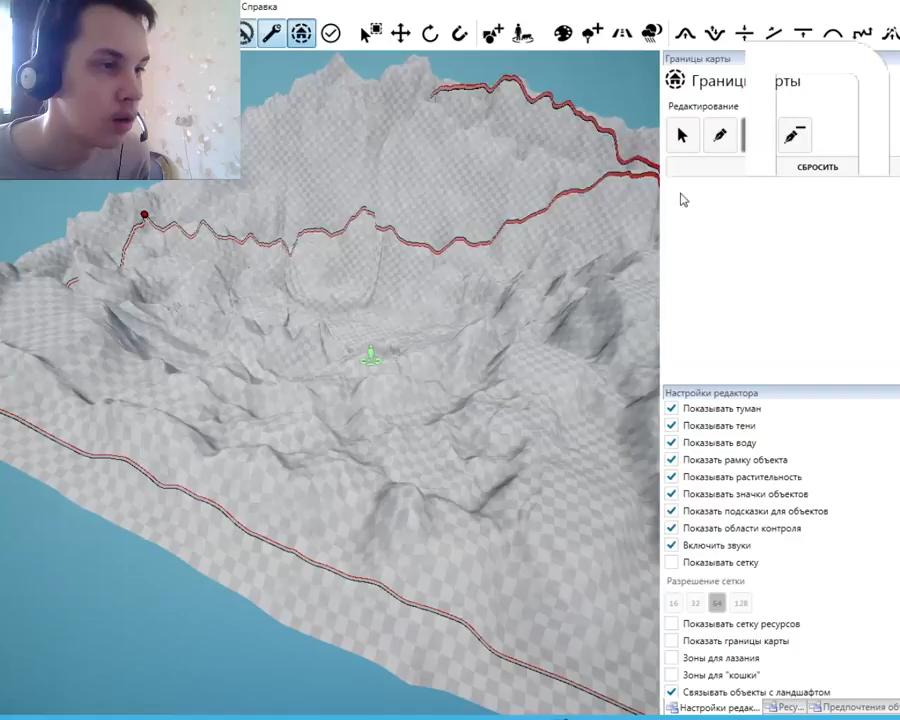 Справка
Границы карты
Границ рты
Редактирование
СБРОСИТЬ
Настройки редактора
Показывать туман
Показывать тени
Показывать воду
Показать рамку объекта
Показывать растительность
Показывать значки объектов
Показать подсказки для объектов
Показать области контроля
Включить звуки
Показывать сетку
Разрешение сетки
16 32 64 128
Показывать сетку ресурсов
Показать границы карты
Зоны для лазания
Зоны для "кошки"
Связывать объекты с ландшафтом
Настройки редак... Ресу... Предпочтения об